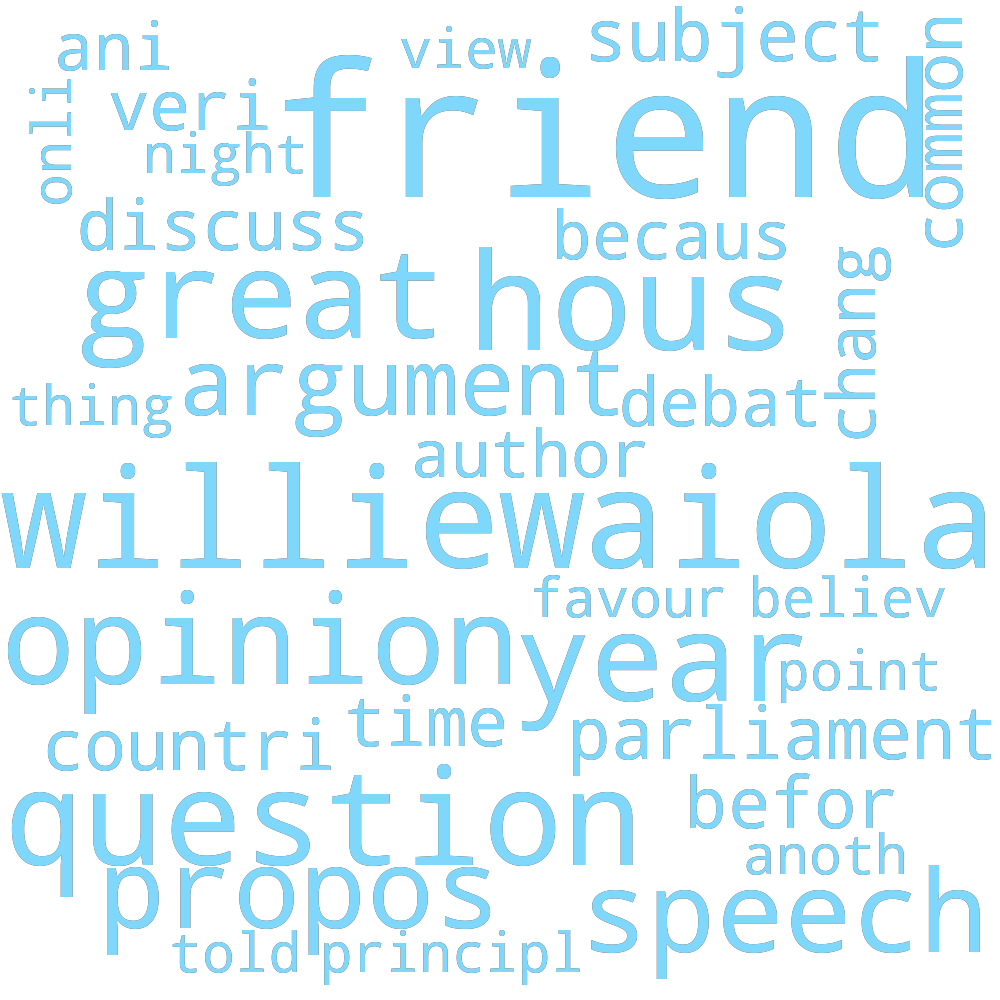 ani
view
subject
common
onli
veri
friend
night
discuss
becaus
great
hous
chang
argument
thing
debat
author
williewaiola
favour
believ
opinion
year
point
time
parliament
countri
question
befor
anoth
propos
speech
told
principl